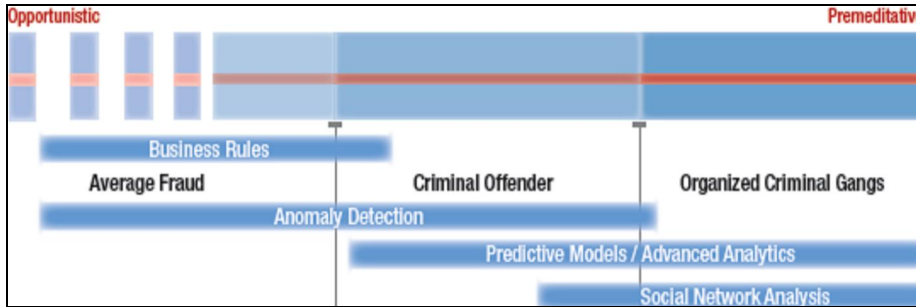 Opportunistic Premeditativ
Business Rules
Average Fraud Criminal Offender Organized Criminal Gangs
Anomaly Detection
Predictive Models / Advanced Analytics
Social Network Analysis